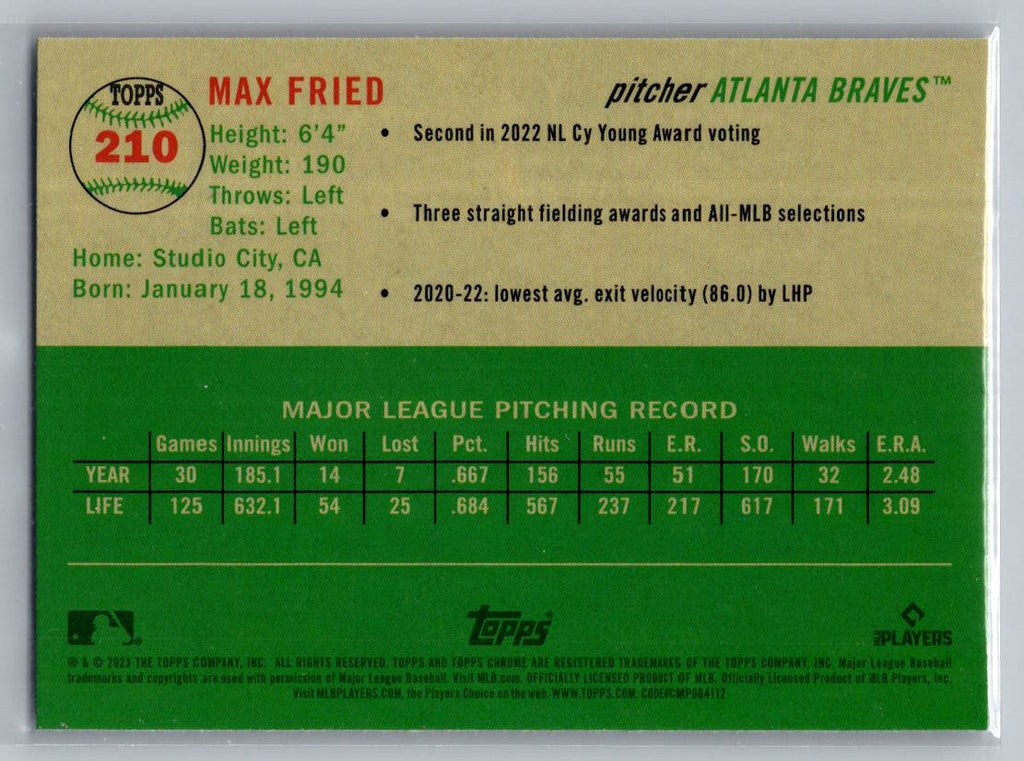 TOPPS
210
MAX FRIED
pitcher ATLANTA BRAVES™
Height: 6'4"
Weight: 190
Throws: Left
Bats: Left
Home: Studio City, CA
Born: January 18, 1994
• Second in 2022 NL Cy Young Award voting
• Three straight fielding awards and All-MLB selections
• 2020-22: lowest avg. exit velocity (86.0) by LHP
MAJOR LEAGUE PITCHING RECORD
Games Innings Won Lost Pct. Hits Runs E.R. S.O. Walks E.R.A.
YEAR 30 185.1 14 7 .667 156 55 51 170 32 2.48
LIFE 125 632.1 54 25 .684 567 237 217 617 171 3.09
Topps
MLB PLAYERS
® & © 2023 THE TOPPS COMPANY, INC. ALL RIGHTS RESERVED. TOPPS AND TOPPS CHROME ARE REGISTERED TRADEMARKS OF THE TOPPS COMPANY, INC. Major League Baseball
trademarks and copyrights are used with permission of Major League Baseball. Visit MLB.com. OFFICIALLY LICENSED PRODUCT OF MLB. Officially Licensed Product of MLB Players, Inc.
Visit MLBPLAYERS.COM, the Players Choice on the web. WWW.TOPPS.COM. CODE#CMP084112